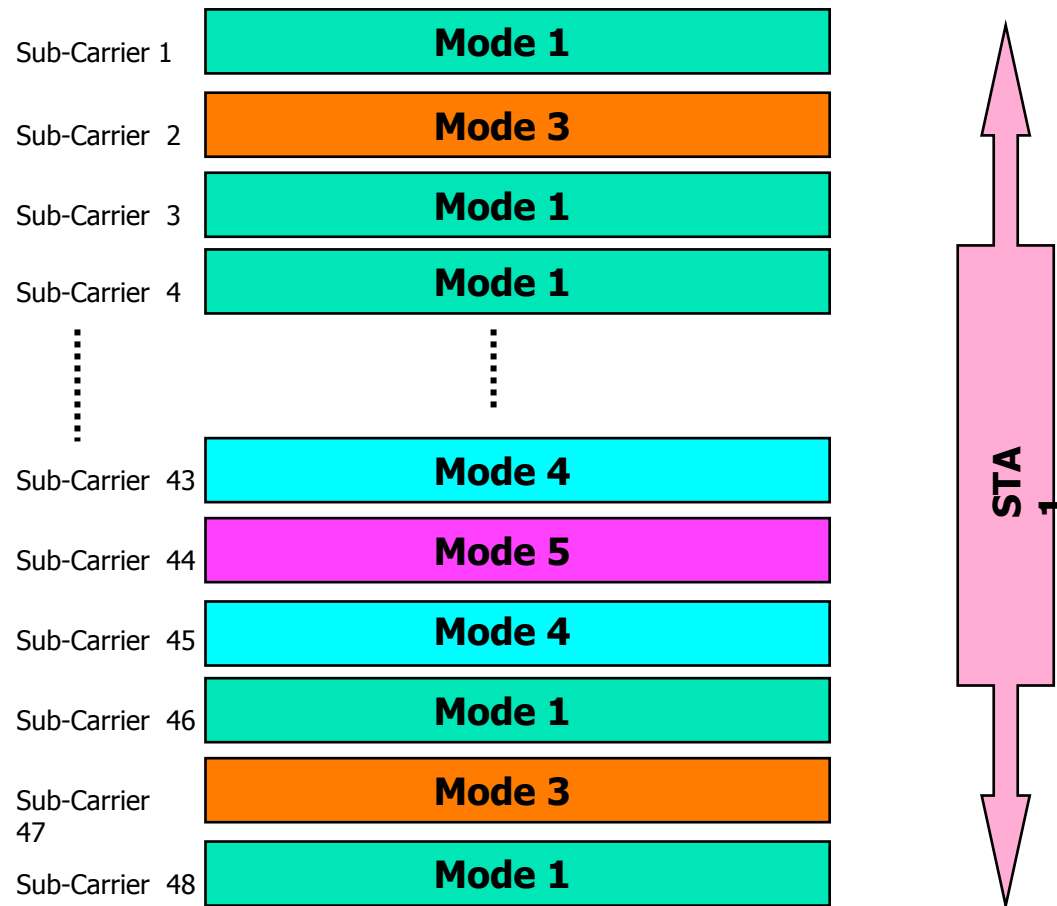 Sub-Carrier 1 Mode 1
Sub-Carrier 2 Mode 3
Sub-Carrier 3 Mode 1
Sub-Carrier 4 Mode 1
Sub-Carrier 43 Mode 4
Sub-Carrier 44 Mode 5
Sub-Carrier 45 Mode 4
Sub-Carrier 46 Mode 1
Sub-Carrier Mode 3
47
Sub-Carrier 48 Mode 1
STA
1